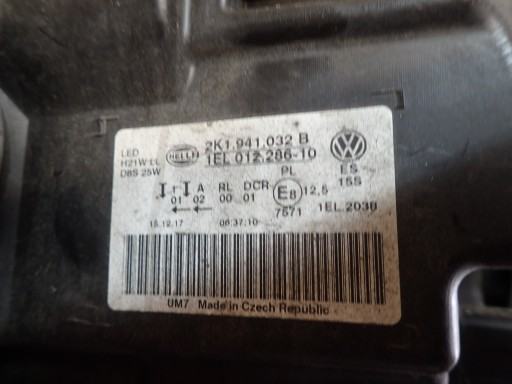 LED
H21W LL
D8S 25W
HELLA
2K1.941.032 B
1EL 012.286-10
PL
ES
15S
A RL DCR
01 02 00 01
E8 12,5
7571
1EL.2038
15.12.17 06:37:10
UM7 Made in Czech Republic